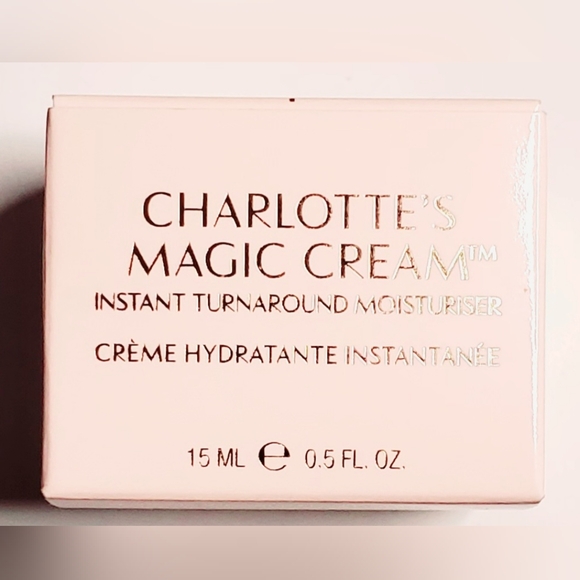 CHARLOTTE'S
MAGIC CREAM™
INSTANT TURNAROUND MOISTURISER
CRÈME HYDRATANTE INSTANTANÉE
15 ML ℮ 0.5 FL. OZ.